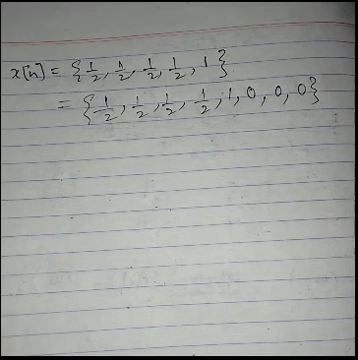 x[n] = {1/2, 1/2, 1/2, 1/2, 1}
= {1/2, 1/2, 1/2, 1/2, 1, 0, 0, 0}